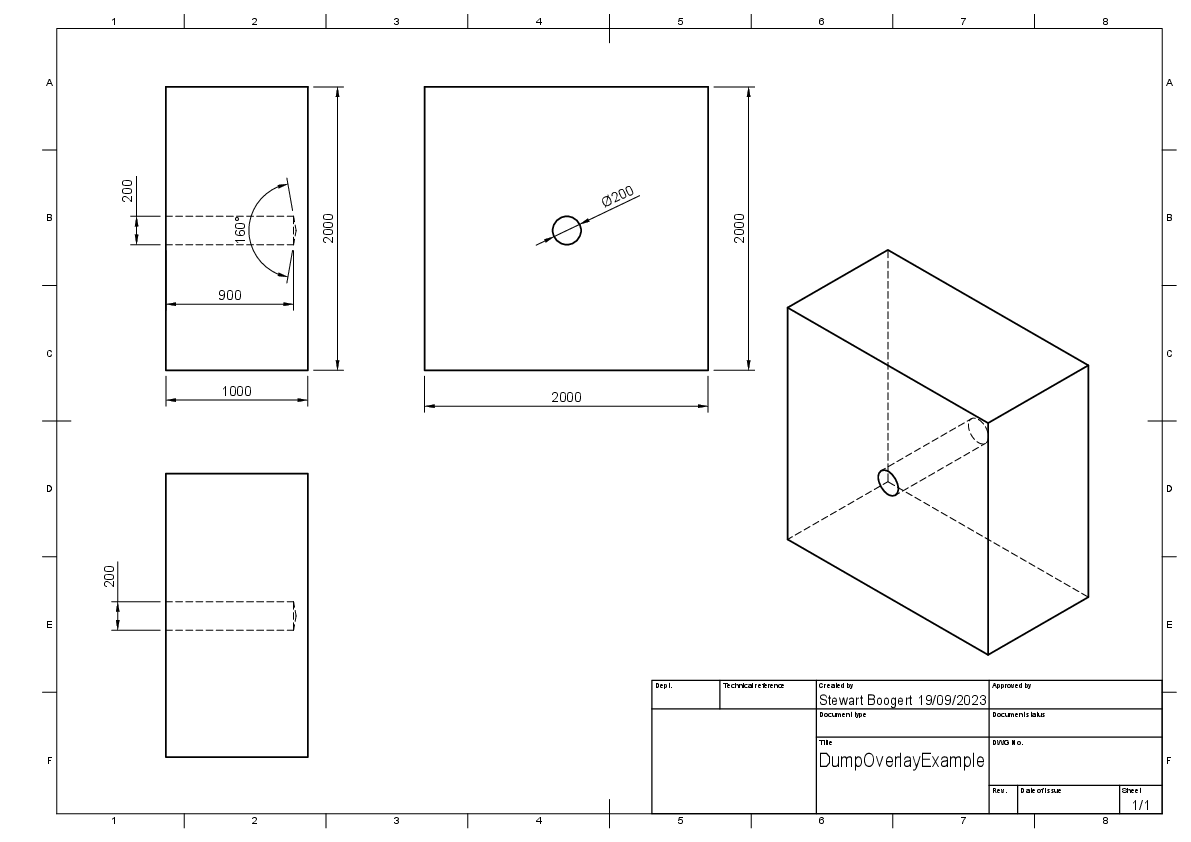 1 2 3 4 5 6 7 8
A A
200
160°
2000
Ø200
2000
B B
900
C C
1000
2000
D D
200
E E
Dept. Technical reference Created by Approved by
Stewart Boogert 19/09/2023
Document type Document status
Title DWG No.
DumpOverlayExample
F F
Rev. Date of issue Sheet
1/1
1 2 3 4 5 6 7 8